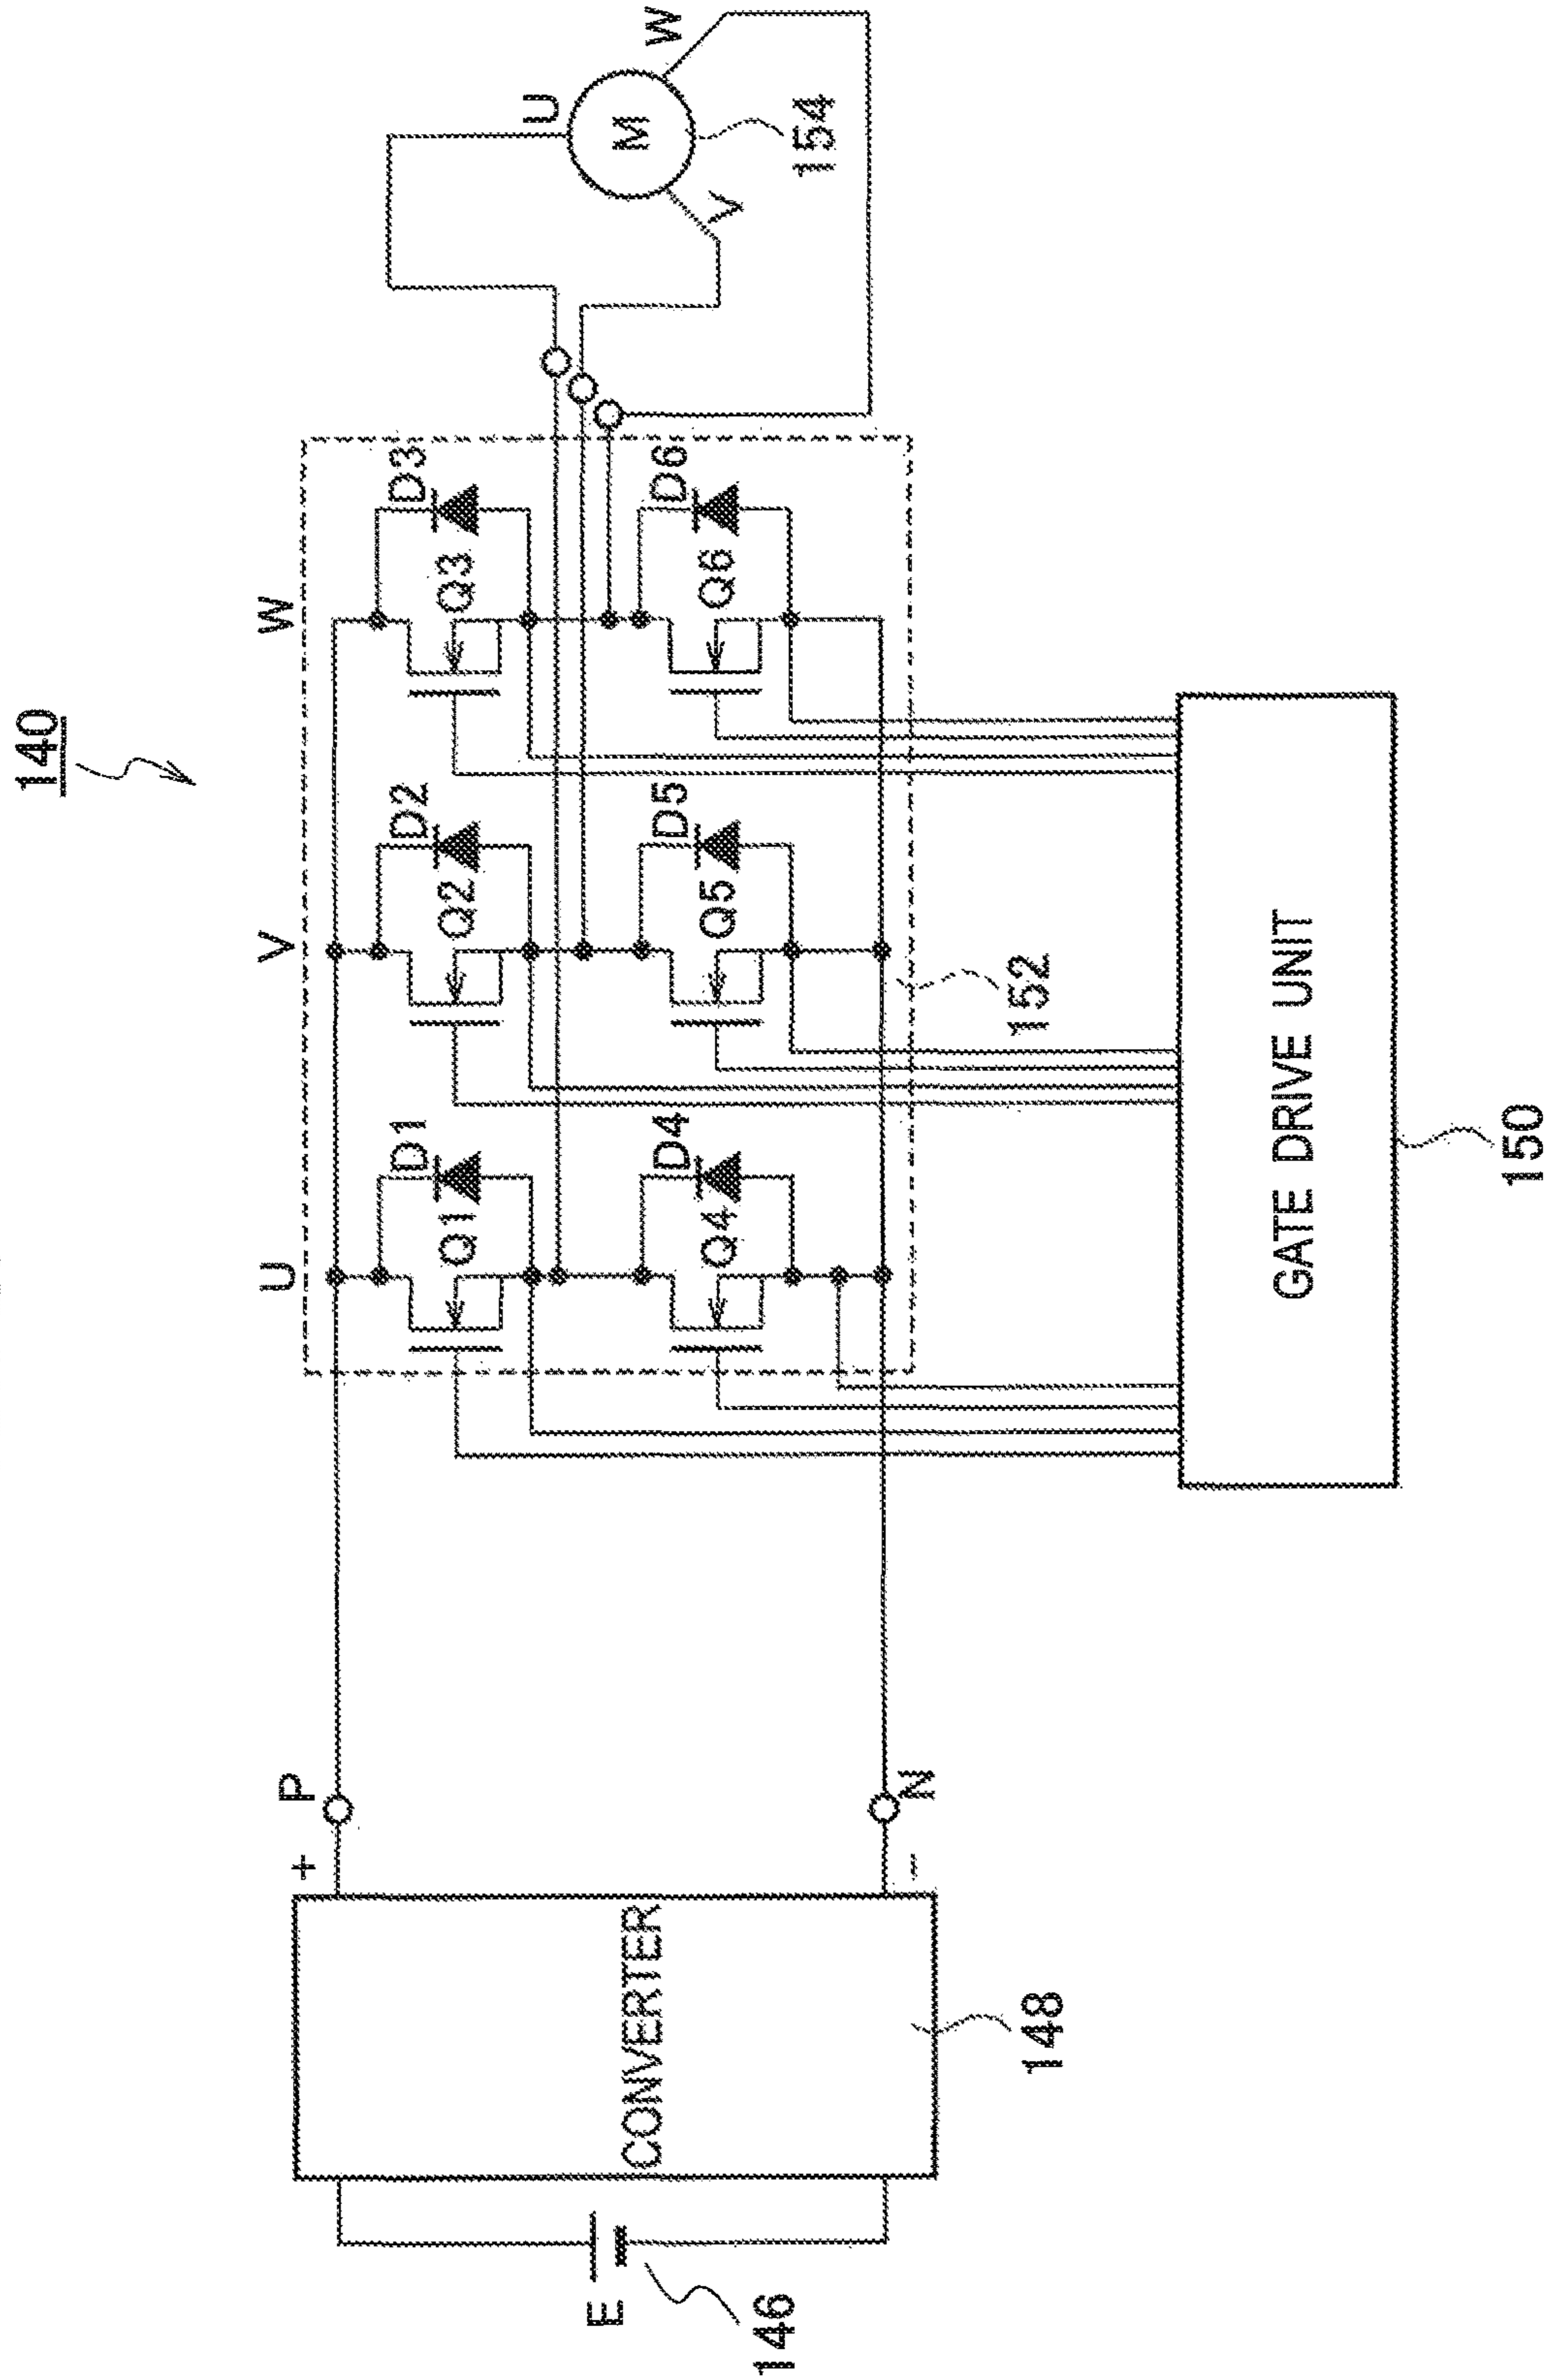 140
U
V
W
D1
D2
D3
Q1
Q2
Q3
D4
D5
D6
Q4
Q5
Q6
U
V
W
M
154
152
P
+
N
-
E
146
CONVERTER
148
GATE DRIVE UNIT
150